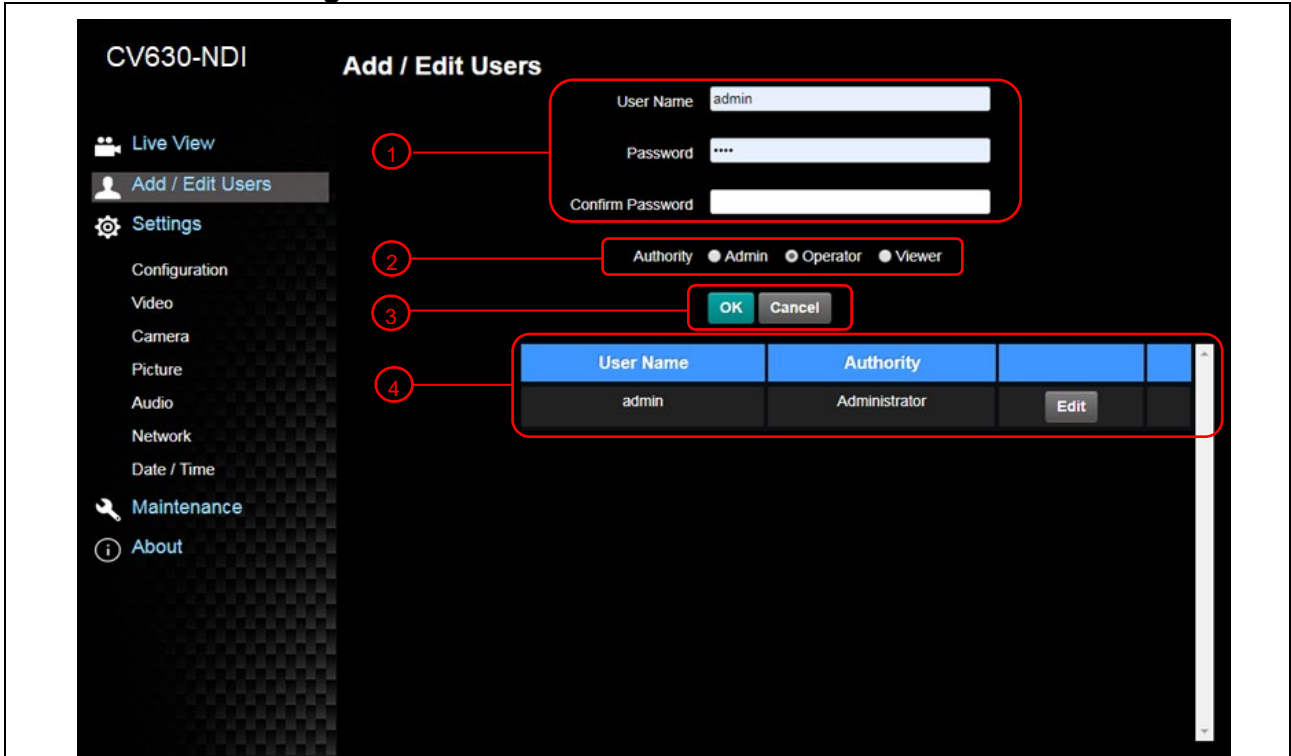 CV630-NDI
Add / Edit Users
Live View
Add / Edit Users
Settings
Configuration
Video
Camera
Picture
Audio
Network
Date / Time
Maintenance
About
1
User Name admin
Password ••••
Confirm Password
2
Authority Admin Operator Viewer
3
OK Cancel
4
User Name Authority
admin Administrator Edit